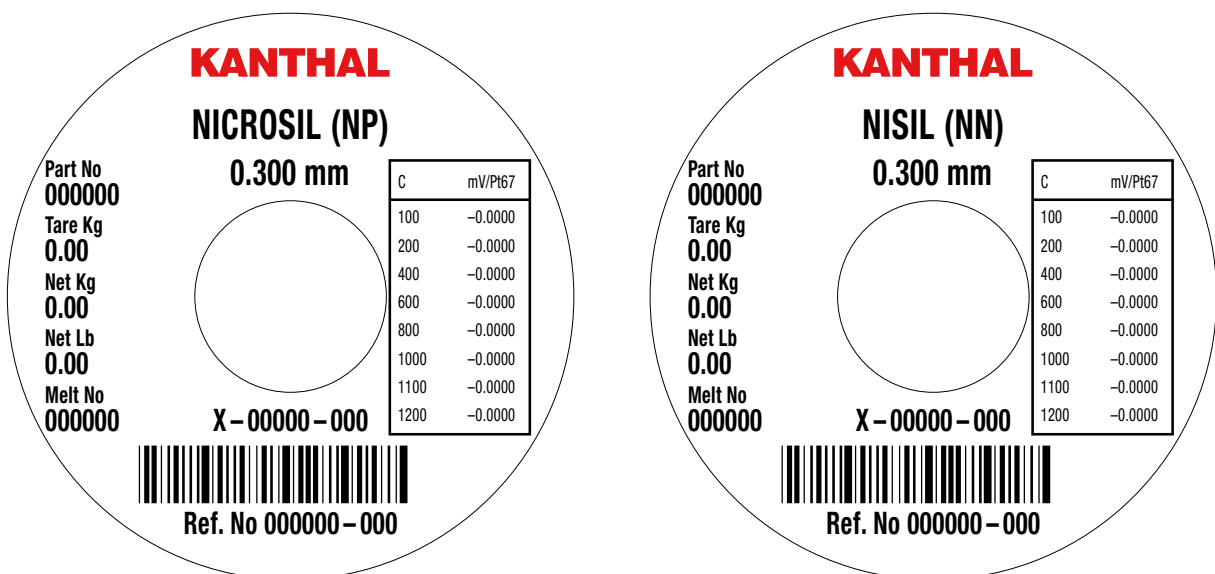 KANTHAL
NICROSIL (NP)
0.300 mm
Part No
000000
Tare Kg
0.00
Net Kg
0.00
Net Lb
0.00
Melt No
000000
C mV/Pt67
100 –0.0000
200 –0.0000
400 –0.0000
600 –0.0000
800 –0.0000
1000 –0.0000
1100 –0.0000
1200 –0.0000
X–00000–000
Ref. No 000000–000
KANTHAL
NISIL (NN)
0.300 mm
Part No
000000
Tare Kg
0.00
Net Kg
0.00
Net Lb
0.00
Melt No
000000
C mV/Pt67
100 –0.0000
200 –0.0000
400 –0.0000
600 –0.0000
800 –0.0000
1000 –0.0000
1100 –0.0000
1200 –0.0000
X–00000–000
Ref. No 000000–000